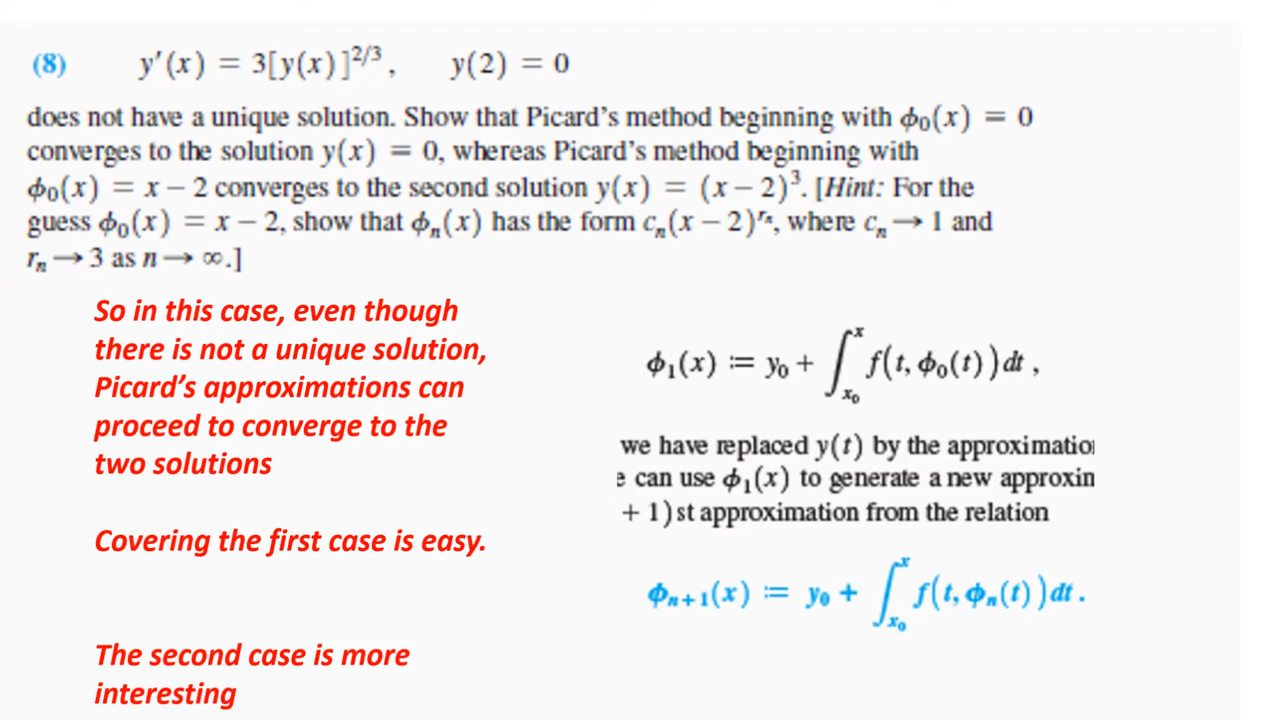 (8) y′(x) = 3[y(x)]^{2/3}, y(2) = 0
does not have a unique solution. Show that Picard's method beginning with ϕ₀(x) = 0
converges to the solution y(x) = 0, whereas Picard's method beginning with
ϕ₀(x) = x − 2 converges to the second solution y(x) = (x − 2)³. [Hint: For the
guess ϕ₀(x) = x − 2, show that ϕₙ(x) has the form cₙ(x − 2)^{rₙ}, where cₙ → 1 and
rₙ → 3 as n → ∞.]
So in this case, even though
there is not a unique solution,
Picard's approximations can
proceed to converge to the
two solutions
Covering the first case is easy.
The second case is more
interesting
ϕ₁(x) := y₀ + ∫_{x₀}^{x} f(t, ϕ₀(t))dt ,
we have replaced y(t) by the approximatio
e can use ϕ₁(x) to generate a new approxin
+ 1)st approximation from the relation
ϕₙ₊₁(x) := y₀ + ∫_{x₀}^{x} f(t, ϕₙ(t))dt .